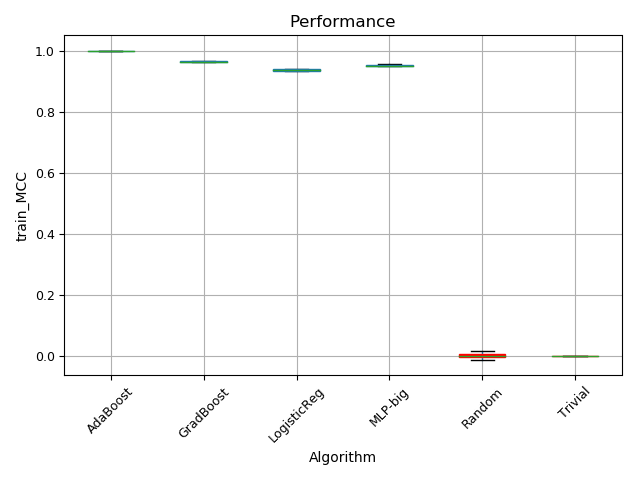 Performance
train_MCC
1.0
0.8
0.6
0.4
0.2
0.0
AdaBoost
GradBoost
LogisticReg
MLP-big
Random
Trivial
Algorithm